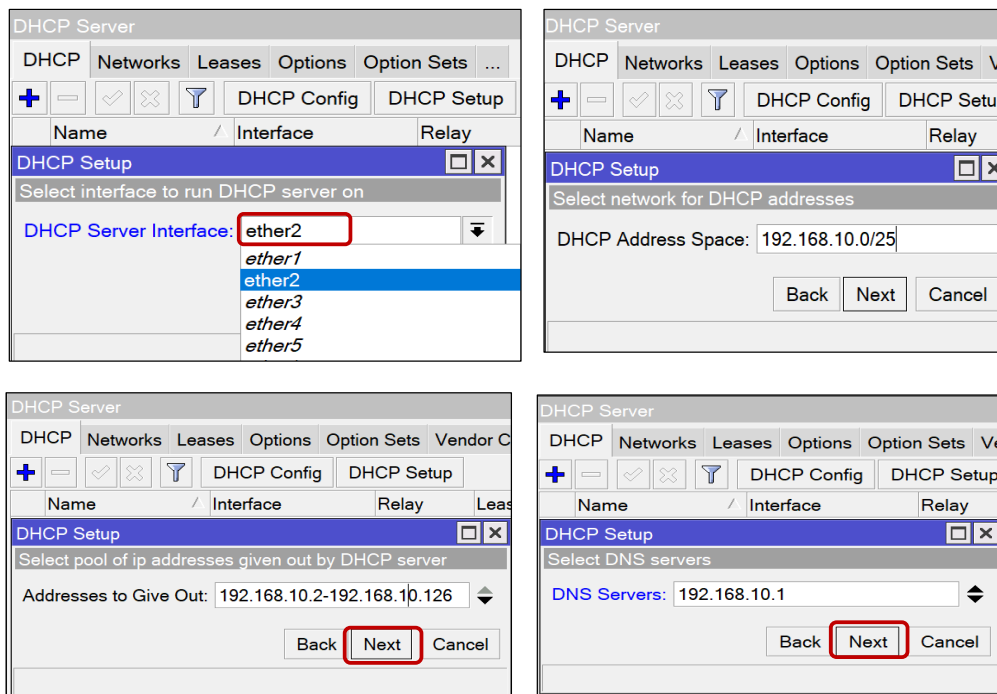 DHCP Server
DHCP Networks Leases Options Option Sets ...
DHCP Config DHCP Setup
Name Interface Relay
DHCP Setup
Select interface to run DHCP server on
DHCP Server Interface: ether2
ether1
ether2
ether3
ether4
ether5
DHCP Server
DHCP Networks Leases Options Option Sets V
DHCP Config DHCP Setu
Name Interface Relay
DHCP Setup
Select network for DHCP addresses
DHCP Address Space: 192.168.10.0/25
Back Next Cancel
DHCP Server
DHCP Networks Leases Options Option Sets Vendor C
DHCP Config DHCP Setup
Name Interface Relay Leas
DHCP Setup
Select pool of ip addresses given out by DHCP server
Addresses to Give Out: 192.168.10.2-192.168.10.126
Back Next Cancel
DHCP Server
DHCP Networks Leases Options Option Sets Ve
DHCP Config DHCP Setup
Name Interface Relay
DHCP Setup
Select DNS servers
DNS Servers: 192.168.10.1
Back Next Cancel